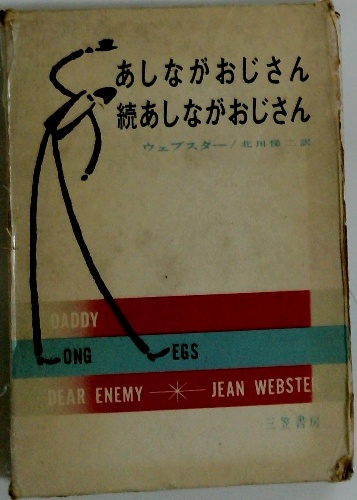 あしながおじさん
続あしながおじさん
ウェブスター/北川悌二訳
DADDY
LONG LEGS
DEAR ENEMY — JEAN WEBSTER
三笠書房